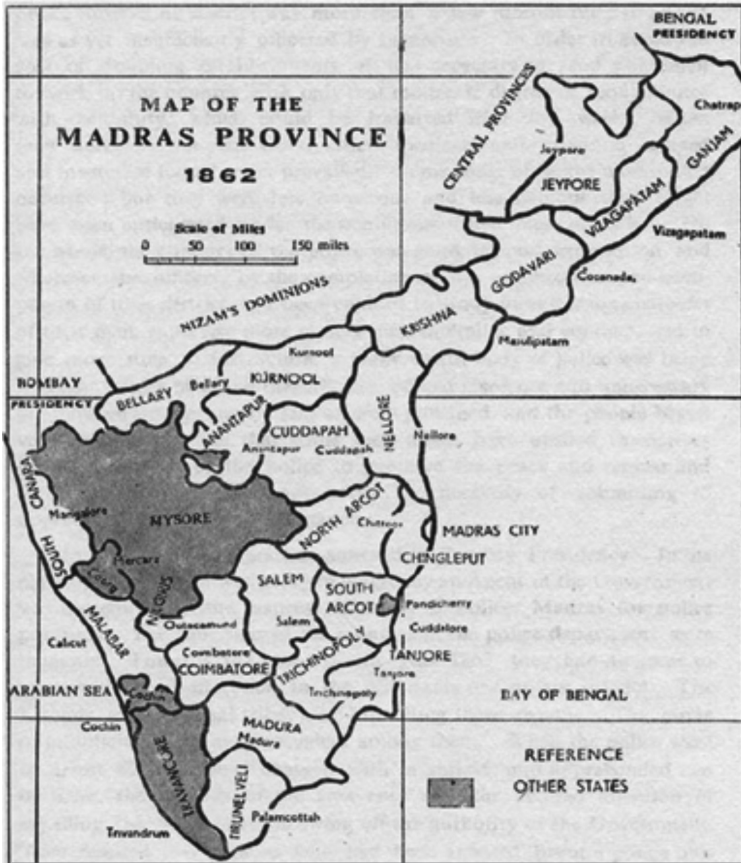 BENGAL
PRESIDENCY
MAP OF THE
MADRAS PROVINCE
1862
Scale of Miles
0 50 100 150 miles
CENTRAL PROVINCES
Chatrap
Jeypore
JEYPORE
GANJAM
VIZAGAPATAM
Vizagapatam
GODAVARI
Cocanada
NIZAM'S DOMINIONS
KRISHNA
Masulipatam
Kurnool
BOMBAY
PRESIDENCY
Bellary
KURNOOL
BELLARY
ANANTAPUR
CUDDAPAH
NELLORE
Anantapur
Cuddapah
Nellore
SOUTH CANARA
Mangalore
MYSORE
NORTH ARCOT
Chittoor
MADRAS CITY
CHINGLEPUT
Mercara
Coorg
NILGIRIS
SALEM
SOUTH
ARCOT
MALABAR
Ootacamund
Salem
Cuddalore
Calicut
Coimbatore
COIMBATORE
TRICHINOPOLY
TANJORE
Tanjore
ARABIAN SEA
Cochin
Trichinopoly
BAY OF BENGAL
Cochin
MADURA
Madura
TRAVANCORE
TIRUNELVELI
Palamcottah
Trivandrum
REFERENCE
OTHER STATES